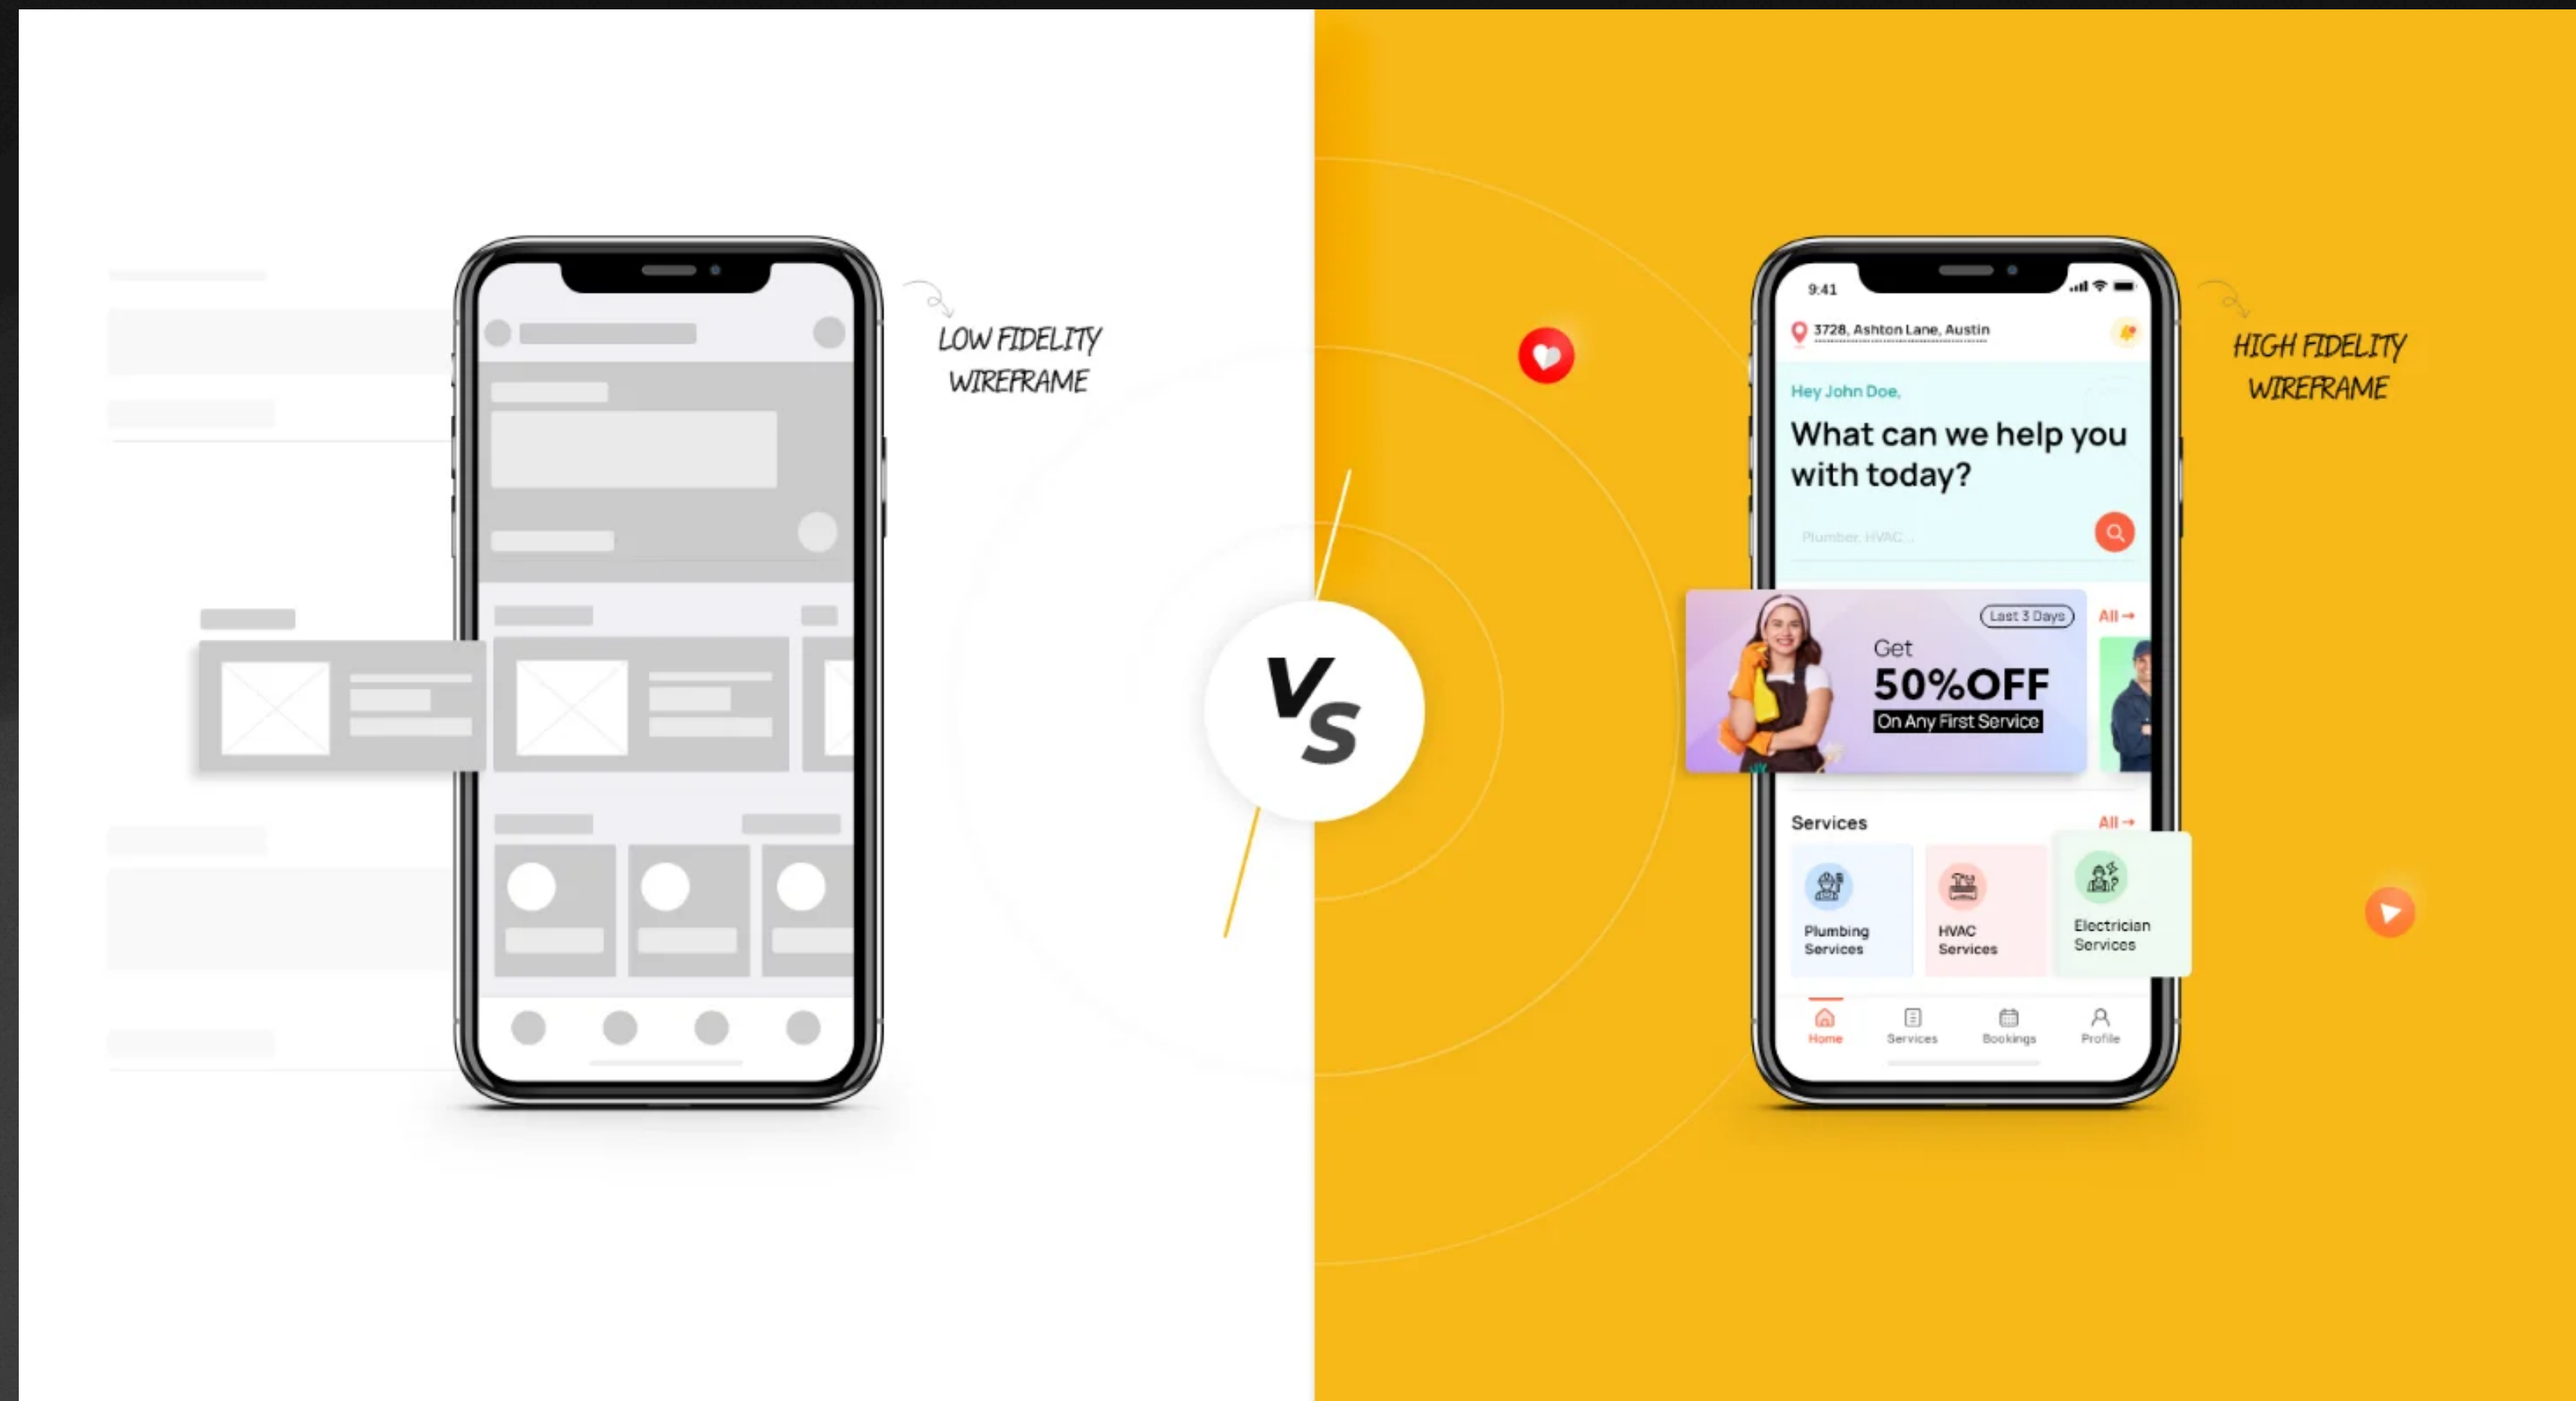 LOW FIDELITY
WIREFRAME
VS
HIGH FIDELITY
WIREFRAME
9:41
3728, Ashton Lane, Austin
Hey John Doe,
What can we help you
with today?
Plumber, HVAC...
Last 3 Days
All→
Get
50%OFF
On Any First Service
Services
All→
Plumbing
Services
HVAC
Services
Electrician
Services
Home
Services
Bookings
Profile